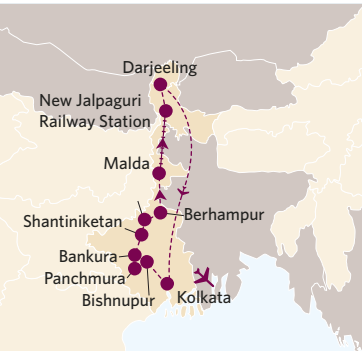 Darjeeling
New Jalpaguri
Railway Station
Malda
Berhampur
Shantiniketan
Bankura
Panchmura
Bishnupur
Kolkata